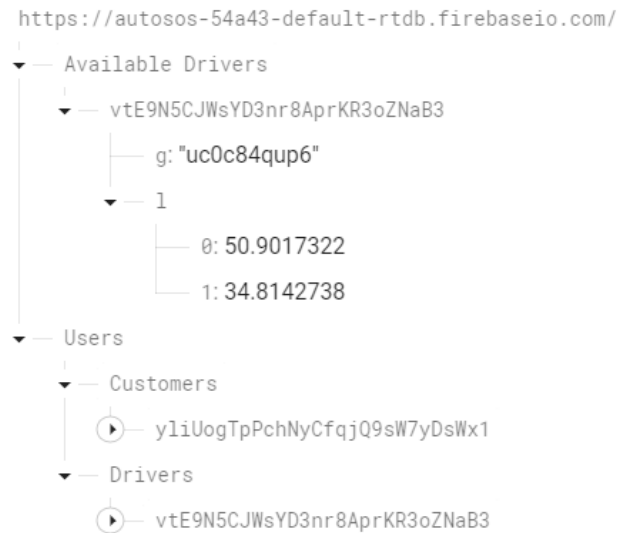 https://autosos-54a43-default-rtdb.firebaseio.com/
Available Drivers
vtE9N5CJWsYD3nr8AprKR3oZNaB3
g: "uc0c84qup6"
l
0: 50.9017322
1: 34.8142738
Users
Customers
yliUogTpPchNyCfqjQ9sW7yDsWx1
Drivers
vtE9N5CJWsYD3nr8AprKR3oZNaB3